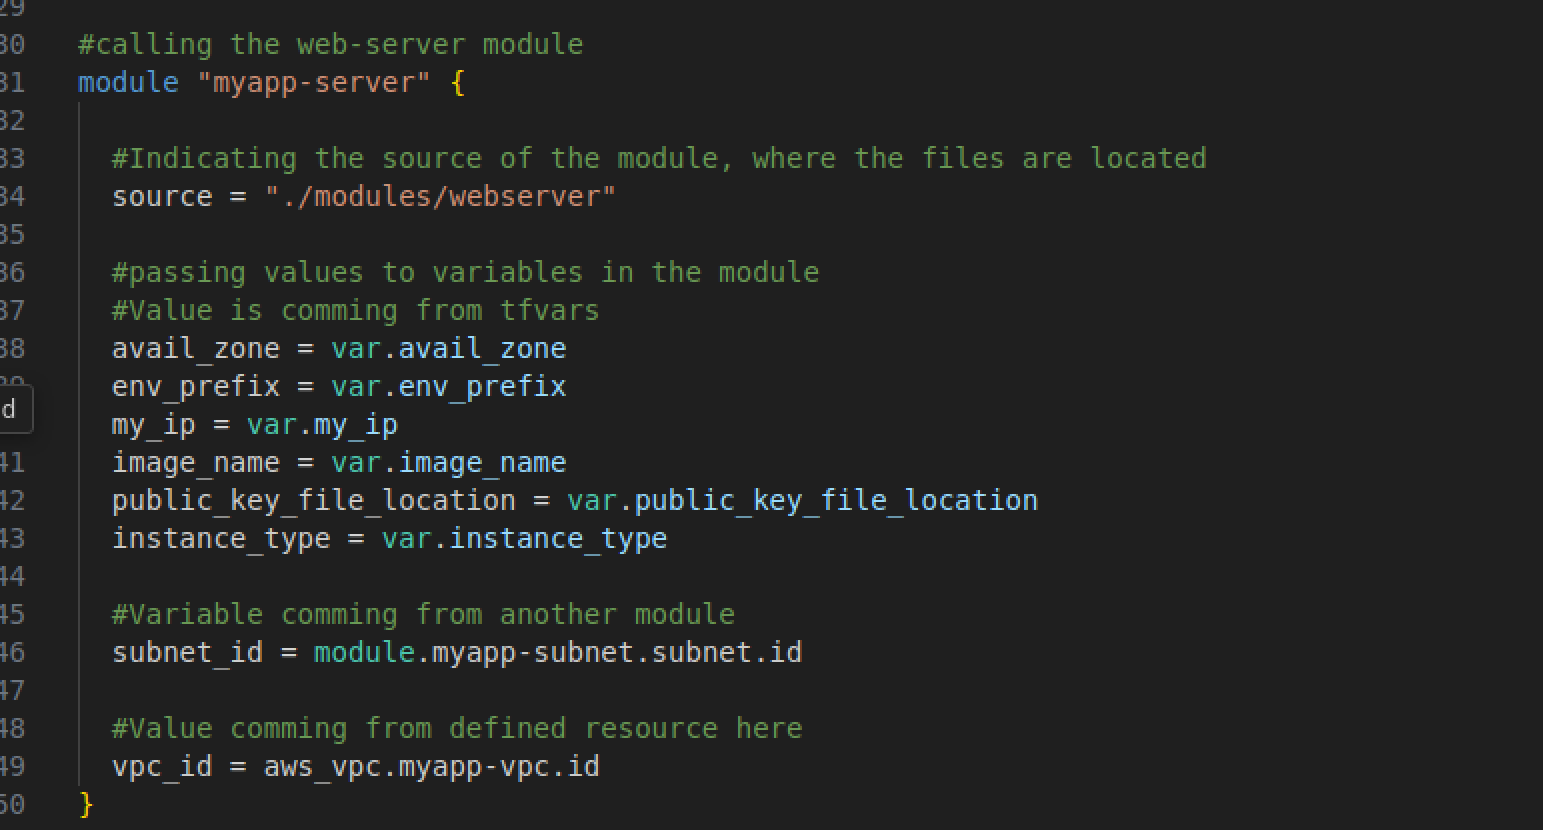 29
30 #calling the web-server module
31 module "myapp-server" {
32
33 #Indicating the source of the module, where the files are located
34 source = "./modules/webserver"
35
36 #passing values to variables in the module
37 #Value is comming from tfvars
38 avail_zone = var.avail_zone
39 env_prefix = var.env_prefix
d my_ip = var.my_ip
41 image_name = var.image_name
42 public_key_file_location = var.public_key_file_location
43 instance_type = var.instance_type
44
45 #Variable comming from another module
46 subnet_id = module.myapp-subnet.subnet.id
47
48 #Value comming from defined resource here
49 vpc_id = aws_vpc.myapp-vpc.id
50 }